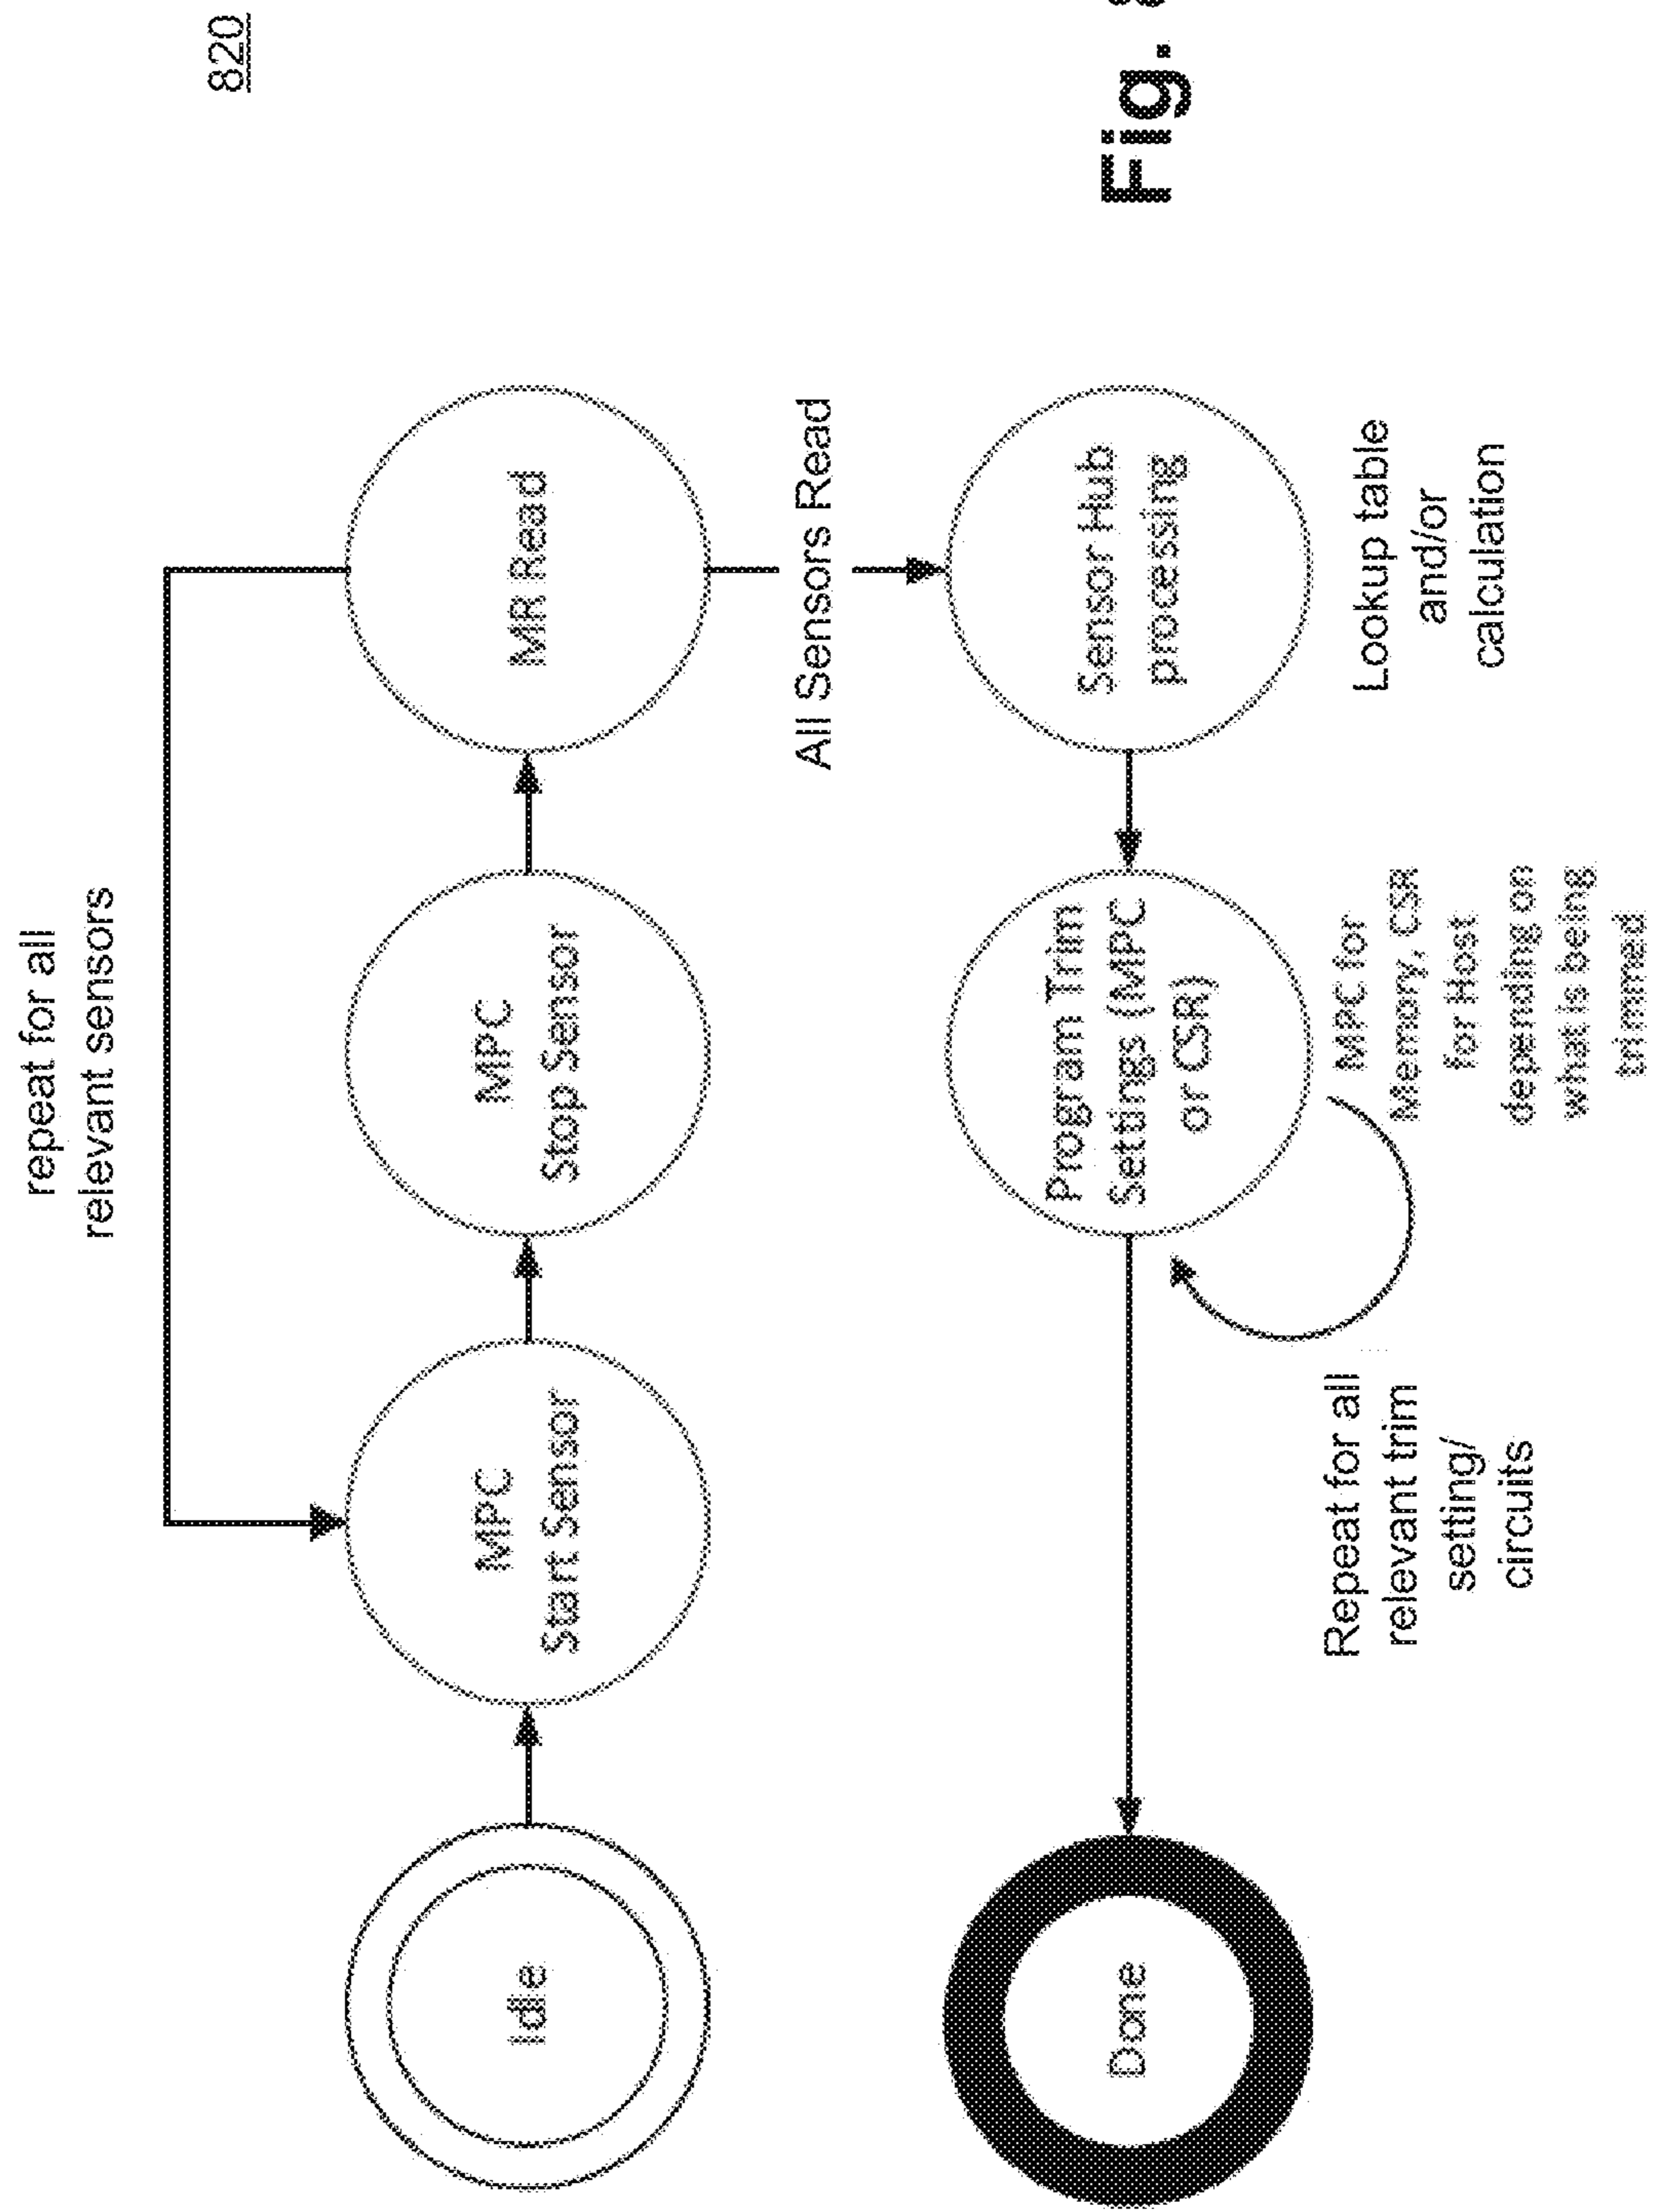 820
repeat for all
relevant sensors
Idle
MPC
Start Sensor
MPC
Stop Sensor
MR Read
All Sensors Read
Done
Program Trim
Settings (MPC
or CSR)
Sensor Hub
processing
Repeat for all
relevant trim
setting/
circuits
MPC for
Memory, CSR
for Host
depending on
what is being
trimmed
Lookup table
and/or
calculation
Fig.